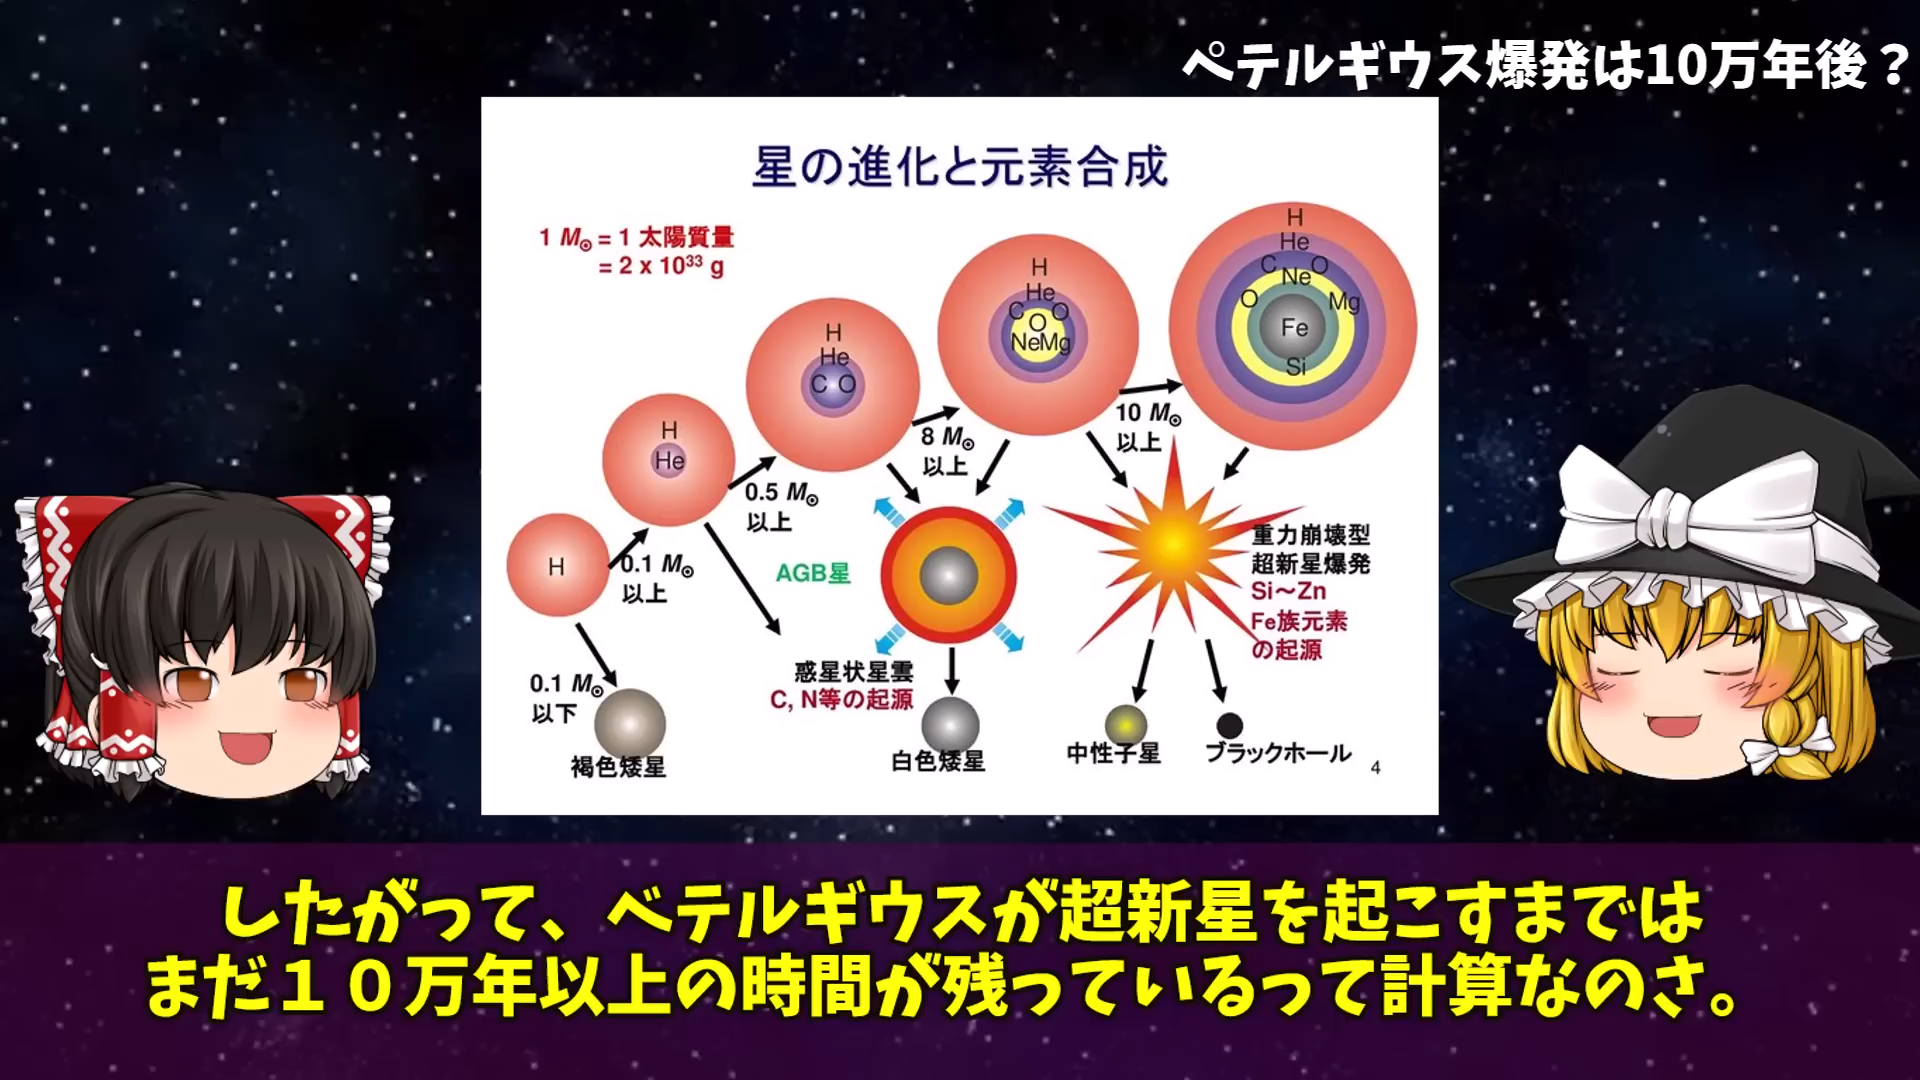 ペテルギウス爆発は10万年後？
星の進化と元素合成
1 M☉ = 1 太陽質量
= 2 x 10³³ g
H
H
He
H
He
C O
H
He
C O
O
NeMg
H
He
C O
Ne
O Mg
Fe
Si
0.1 M☉
以上
0.5 M☉
以上
8 M☉
以上
10 M☉
以上
0.1 M☉
以下
褐色矮星
AGB星
惑星状星雲
C, N等の起源
白色矮星
重力崩壊型
超新星爆発
Si～Zn
Fe族元素
の起源
中性子星
ブラックホール
4
したがって、ベテルギウスが超新星を起こすまでは
まだ１０万年以上の時間が残っているって計算なのさ。